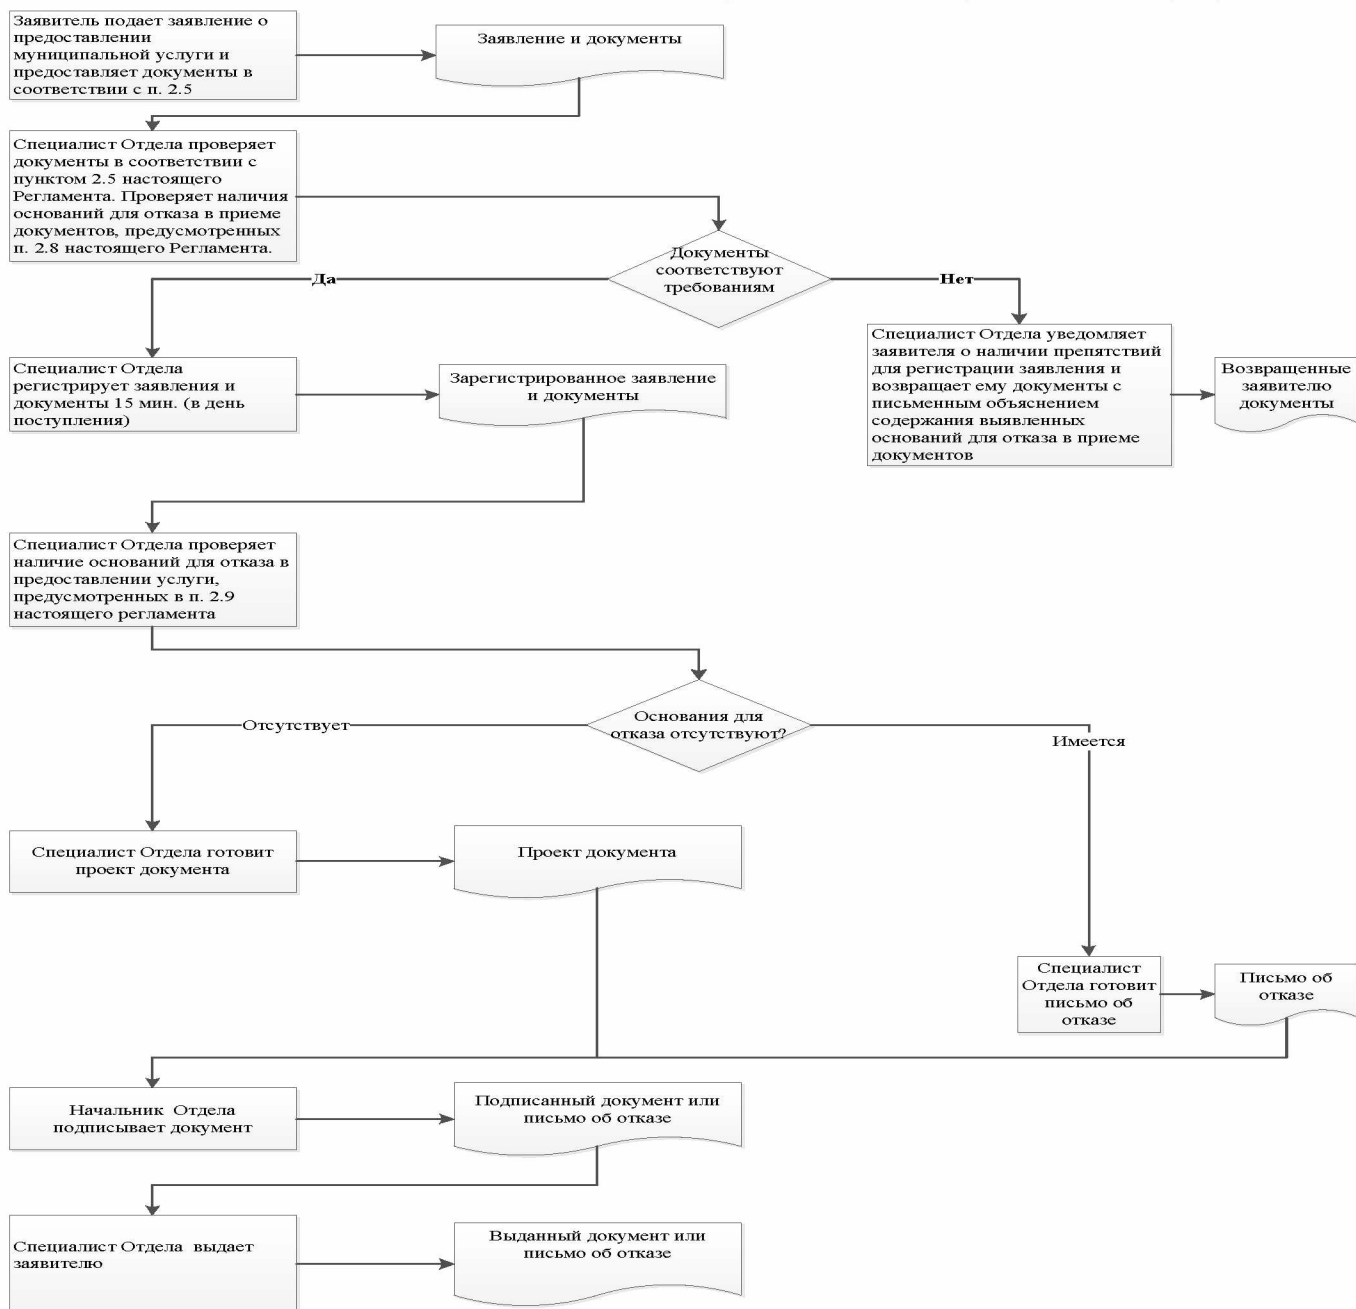 Заявитель подает заявление о
предоставлении
муниципальной услуги и
предоставляет документы в
соответствии с п. 2.5
Заявление и документы
Специалист Отдела проверяет
документы в соответствии с
пунктом 2.5 настоящего
Регламента. Проверяет наличия
оснований для отказа в приеме
документов, предусмотренных
п. 2.8 настоящего Регламента.
Документы
соответствуют
требованиям
Да
Нет
Специалист Отдела
регистрирует заявления и
документы 15 мин. (в день
поступления)
Зарегистрированное заявление
и документы
Специалист Отдела уведомляет
заявителя о наличии препятствий
для регистрации заявления и
возвращает ему документы с
письменным объяснением
содержания выявленных
оснований для отказа в приеме
документов
Возвращенные
заявителю
документы
Специалист Отдела проверяет
наличие оснований для отказа в
предоставлении услуги,
предусмотренных в п. 2.9
настоящего регламента
Основания для
отказа отсутствуют?
Отсутствует
Имеется
Специалист Отдела готовит
проект документа
Проект документа
Специалист
Отдела готовит
письмо об
отказе
Письмо об
отказе
Начальник Отдела
подписывает документ
Подписанный документ или
письмо об отказе
Специалист Отдела выдает
заявителю
Выданный документ или
письмо об отказе